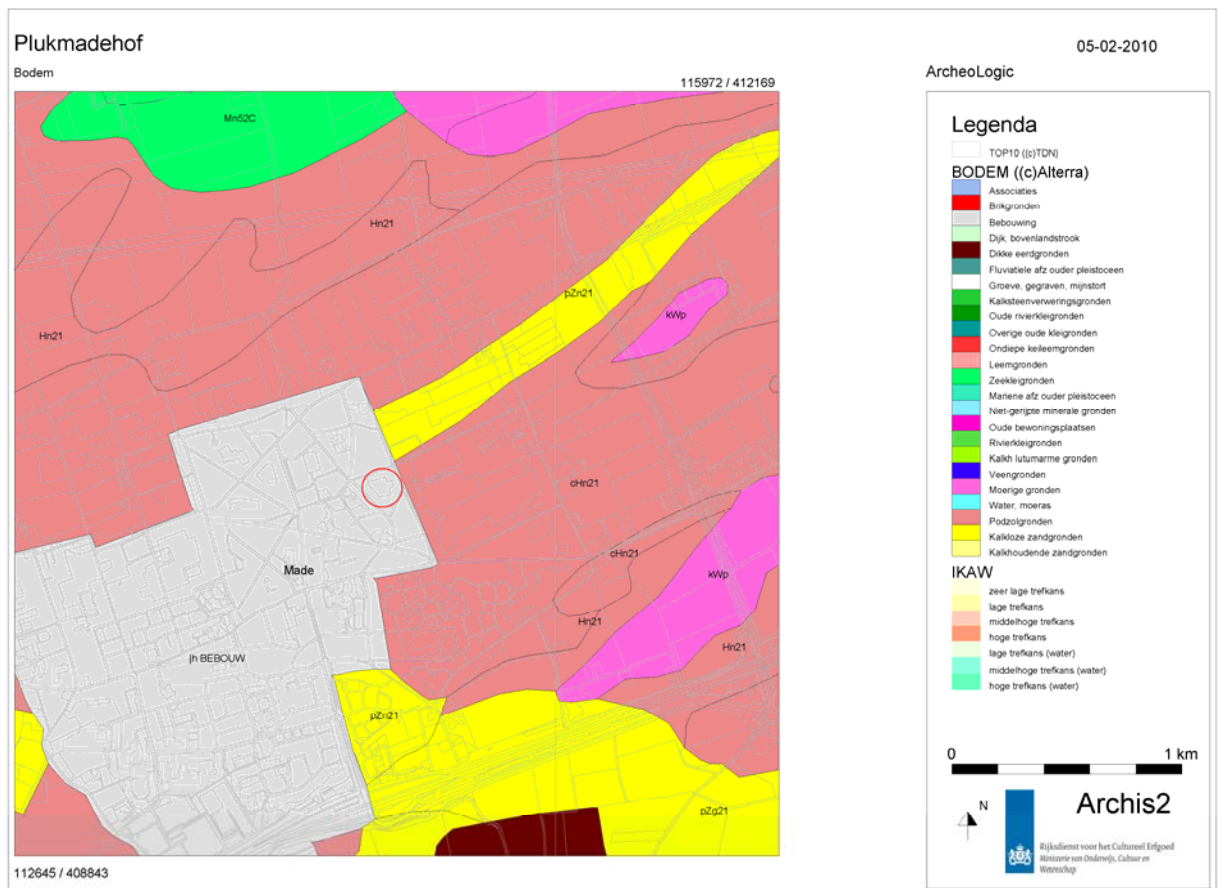 Plukmadehof
05-02-2010
Bodem
ArcheoLogic
115972 / 412169
Mn52C
Hn21
Hn21
pZn21
kWp
cHn21
cHn21
kWp
Hn21
Hn21
Made
|h BEBOUW
pZn21
pZg21
112645 / 408843
Legenda
TOP10 ((c)TDN)
BODEM ((c)Alterra)
Associaties
Brikgronden
Bebouwing
Dijk, bovenlandstrook
Dikke eerdgronden
Fluviatiele afz ouder pleistoceen
Groeve, gegraven, mijnstort
Kalksteenverweringsgronden
Oude rivierkleigronden
Overige oude kleigronden
Ondiepe keileemgronden
Leemgronden
Zeekleigronden
Mariene afz ouder pleistoceen
Niet-gerijpte minerale gronden
Oude bewoningsplaatsen
Rivierkleigronden
Kalkh lutumarme gronden
Veengronden
Moerige gronden
Water, moeras
Podzolgronden
Kalkloze zandgronden
Kalkhoudende zandgronden
IKAW
zeer lage trefkans
lage trefkans
middelhoge trefkans
hoge trefkans
lage trefkans (water)
middelhoge trefkans (water)
hoge trefkans (water)
0 1 km
N
Archis2
Rijksdienst voor het Cultureel Erfgoed
Ministerie van Onderwijs, Cultuur en
Wetenschap